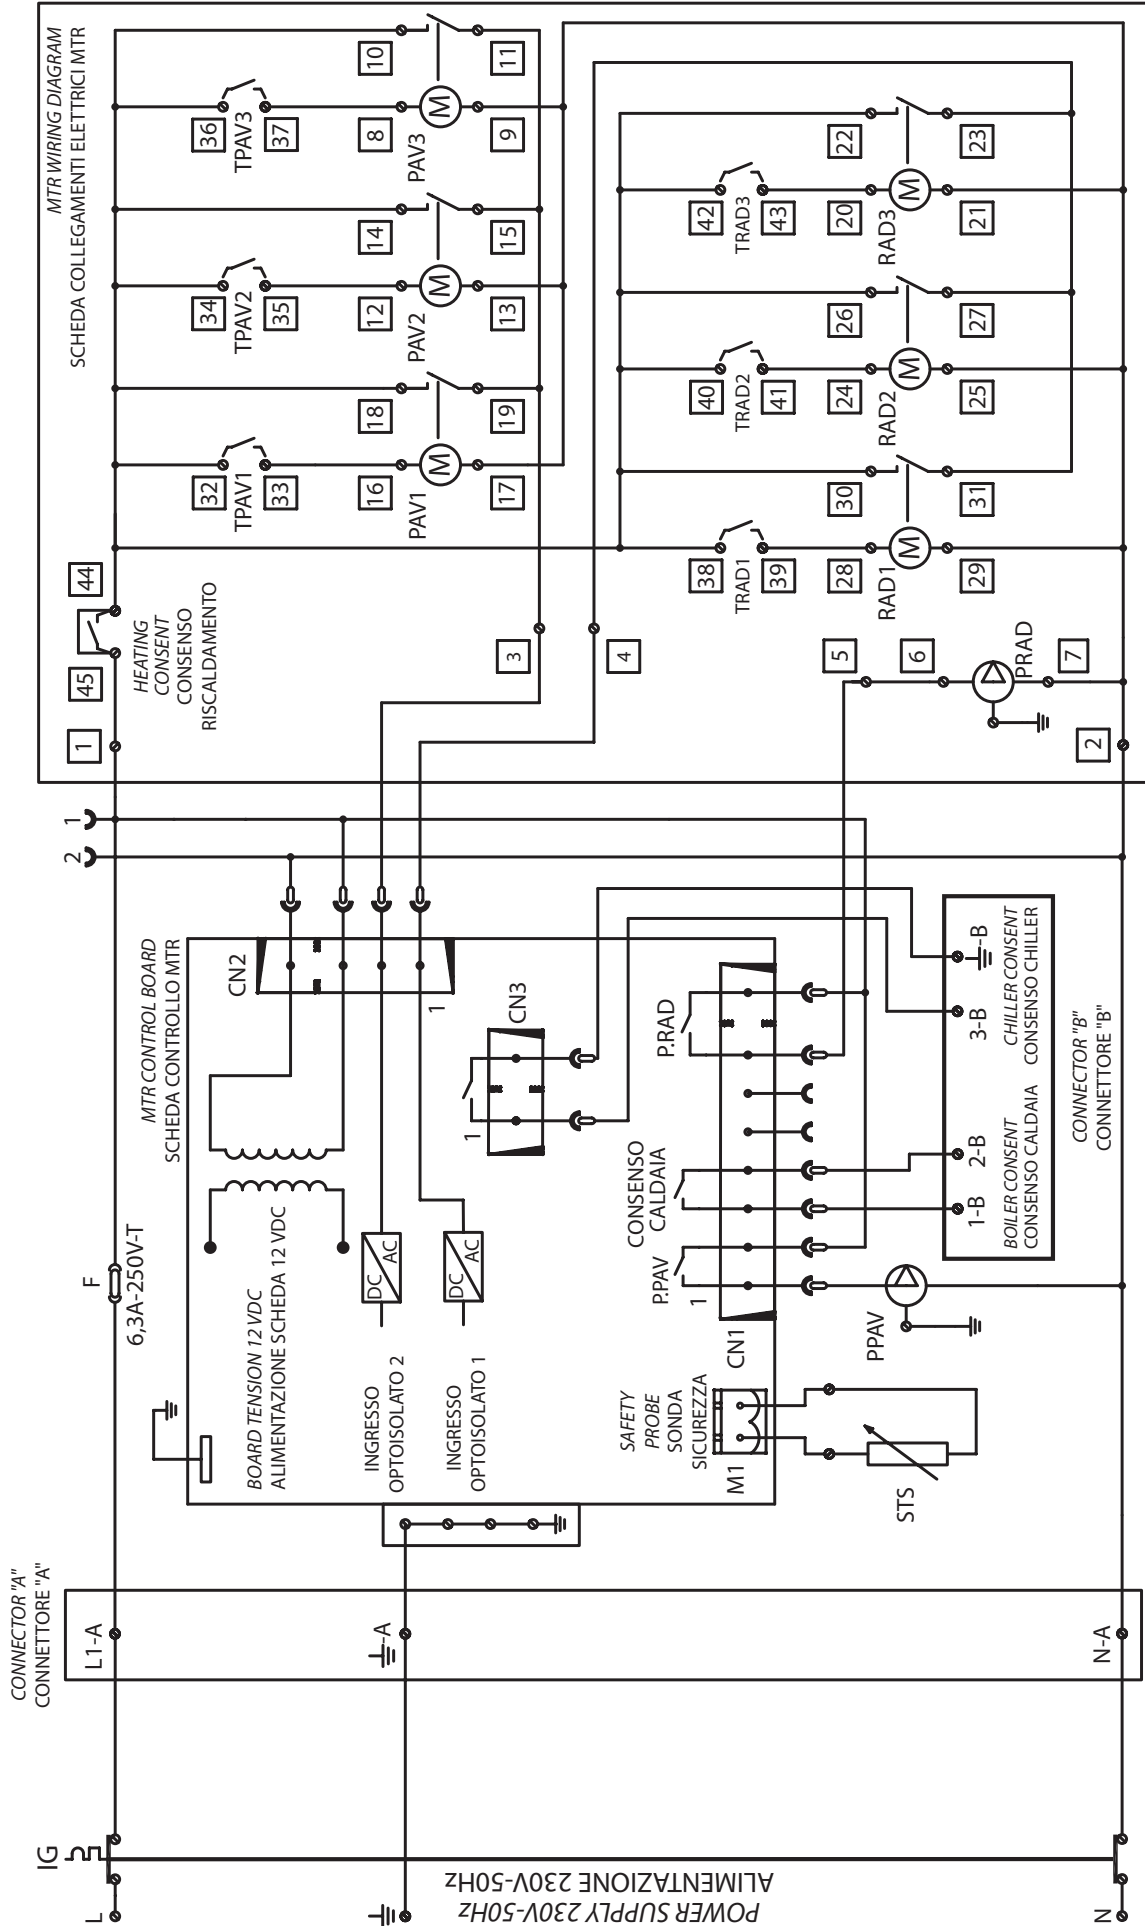 MTR WIRING DIAGRAM
SCHEDA COLLEGAMENTI ELETTRICI MTR
CONNECTOR "A"
CONNETTORE "A"
IG
L
L1-A
F
6,3A-250V-T
2
1
1
45
44
HEATING
CONSENT
CONSENSO
RISCALDAMENTO
32
TPAV1
33
34
TPAV2
35
36
TPAV3
37
16
PAV1
17
18
19
12
PAV2
13
14
15
8
PAV3
9
10
11
3
4
38
TRAD1
39
40
TRAD2
41
42
TRAD3
43
28
RAD1
29
30
31
24
RAD2
25
26
27
20
RAD3
21
22
23
M
M
M
M
M
M
5
6
PRAD
7
2
MTR CONTROL BOARD
SCHEDA CONTROLLO MTR
BOARD TENSION 12 VDC
ALIMENTAZIONE SCHEDA 12 VDC
CN2
1
INGRESSO
OPTOISOLATO 2
DC
AC
INGRESSO
OPTOISOLATO 1
DC
AC
CN3
1
SAFETY
PROBE
SONDA
SICUREZZA
M1
CN1
1
P.PAV
CONSENSO
CALDAIA
P.RAD
STS
PPAV
1-B
2-B
3-B
-B
BOILER CONSENT
CONSENSO CALDAIA
CHILLER CONSENT
CONSENSO CHILLER
CONNECTOR "B"
CONNETTORE "B"
-A
N-A
N
POWER SUPPLY 230V-50Hz
ALIMENTAZIONE 230V-50Hz